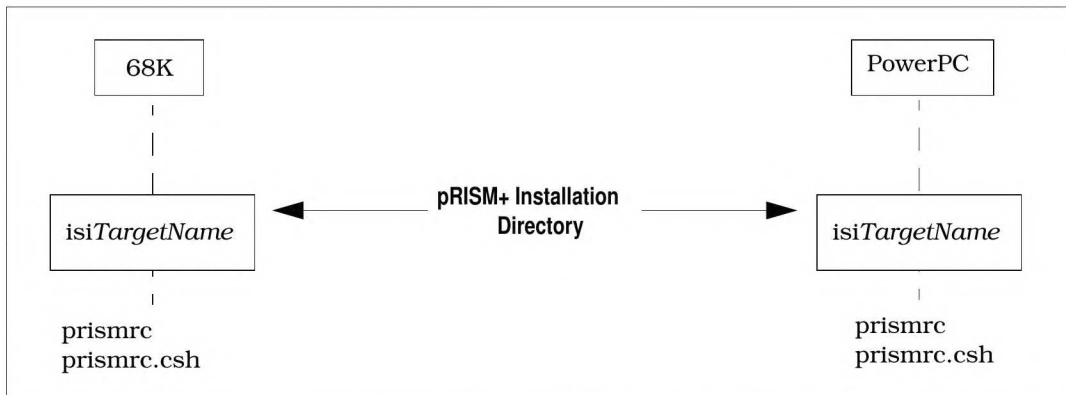 68K
PowerPC
isiTargetName
pRISM+ Installation
Directory
isiTargetName
prismrc
prismrc.csh
prismrc
prismrc.csh